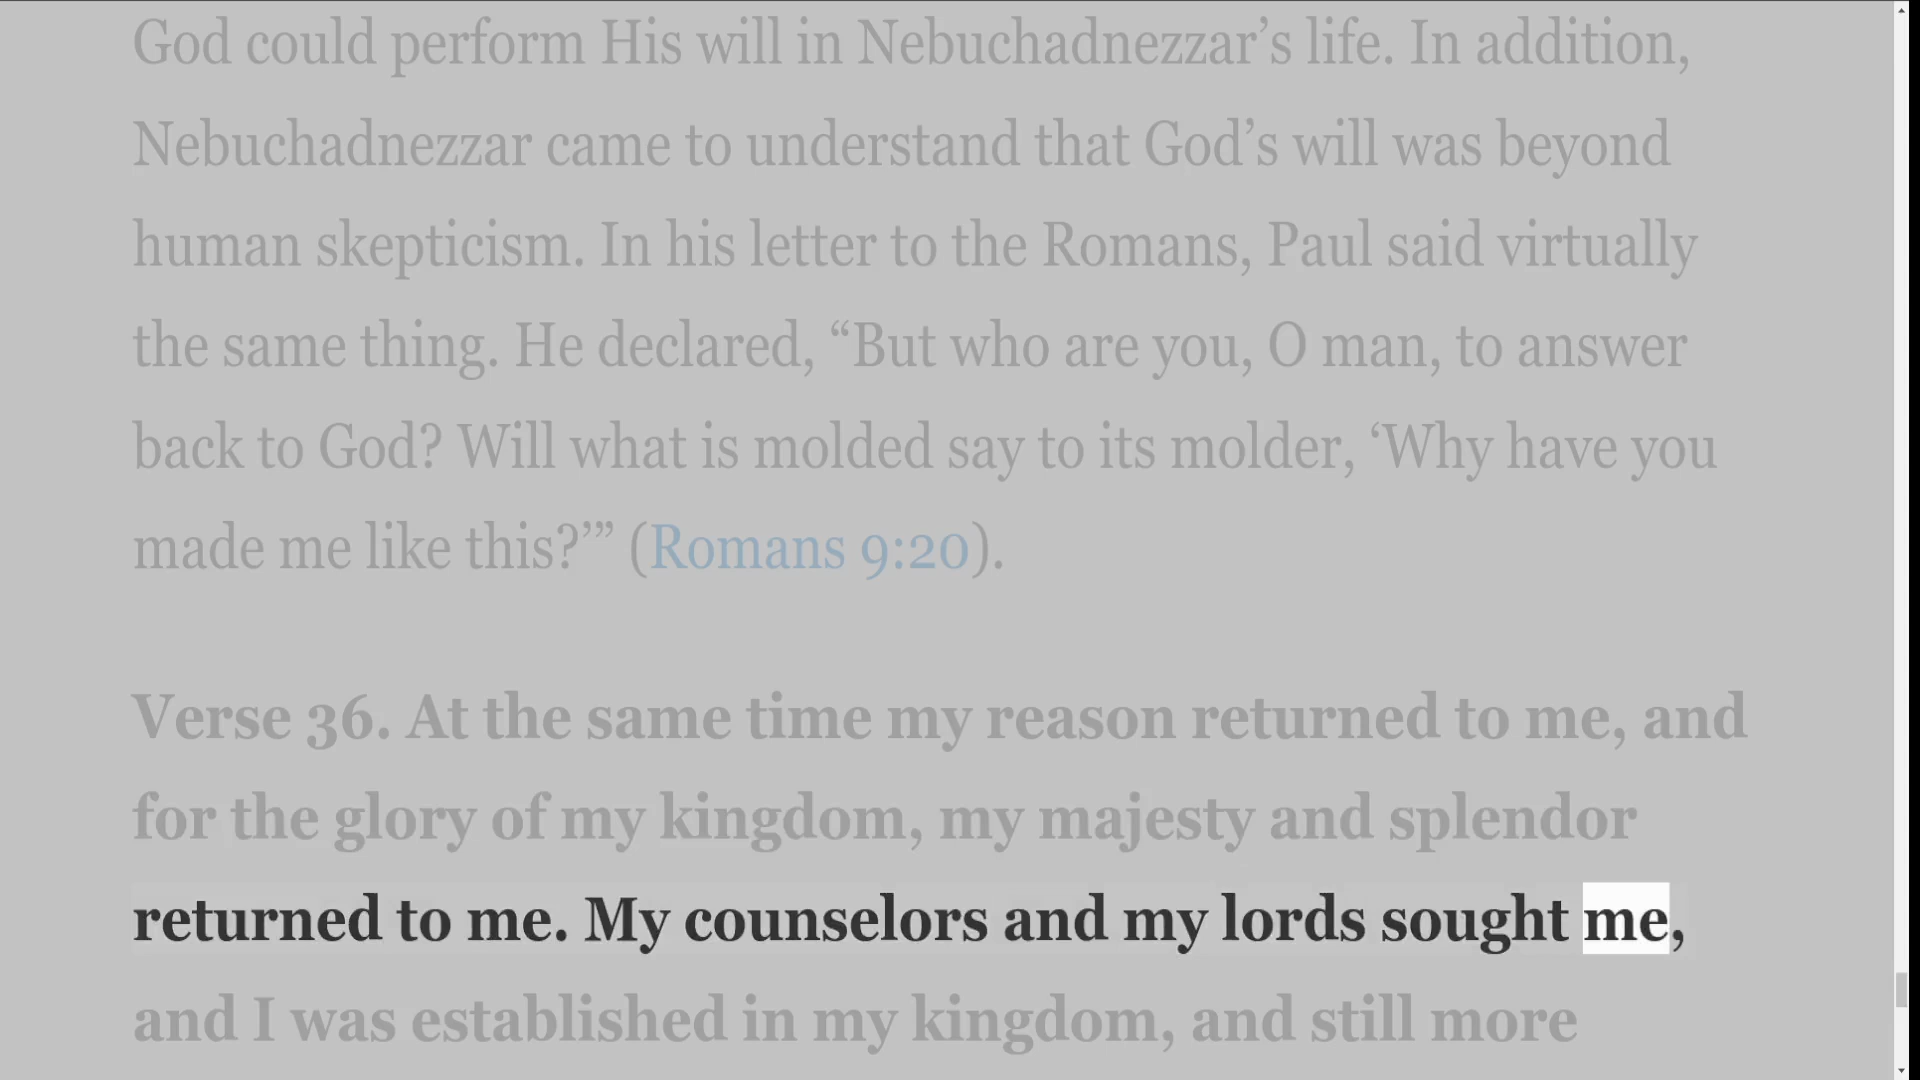 God could perform His will in Nebuchadnezzar’s life. In addition,
Nebuchadnezzar came to understand that God’s will was beyond
human skepticism. In his letter to the Romans, Paul said virtually
the same thing. He declared, “But who are you, O man, to answer
back to God? Will what is molded say to its molder, ‘Why have you
made me like this?’” (Romans 9:20).
Verse 36. At the same time my reason returned to me, and
for the glory of my kingdom, my majesty and splendor
returned to me. My counselors and my lords sought me,
and I was established in my kingdom, and still more